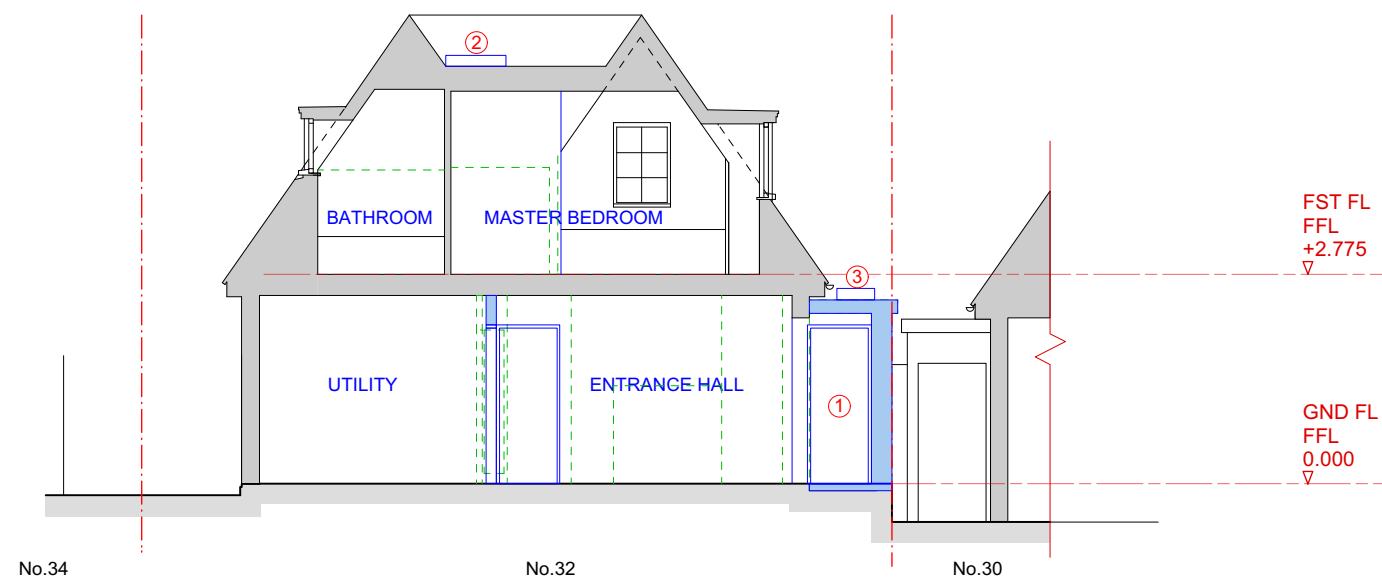 ②
FST FL
FFL
+2.775
BATHROOM
MASTER BEDROOM
③
UTILITY
ENTRANCE HALL
①
GND FL
FFL
0.000
No.34
No.32
No.30